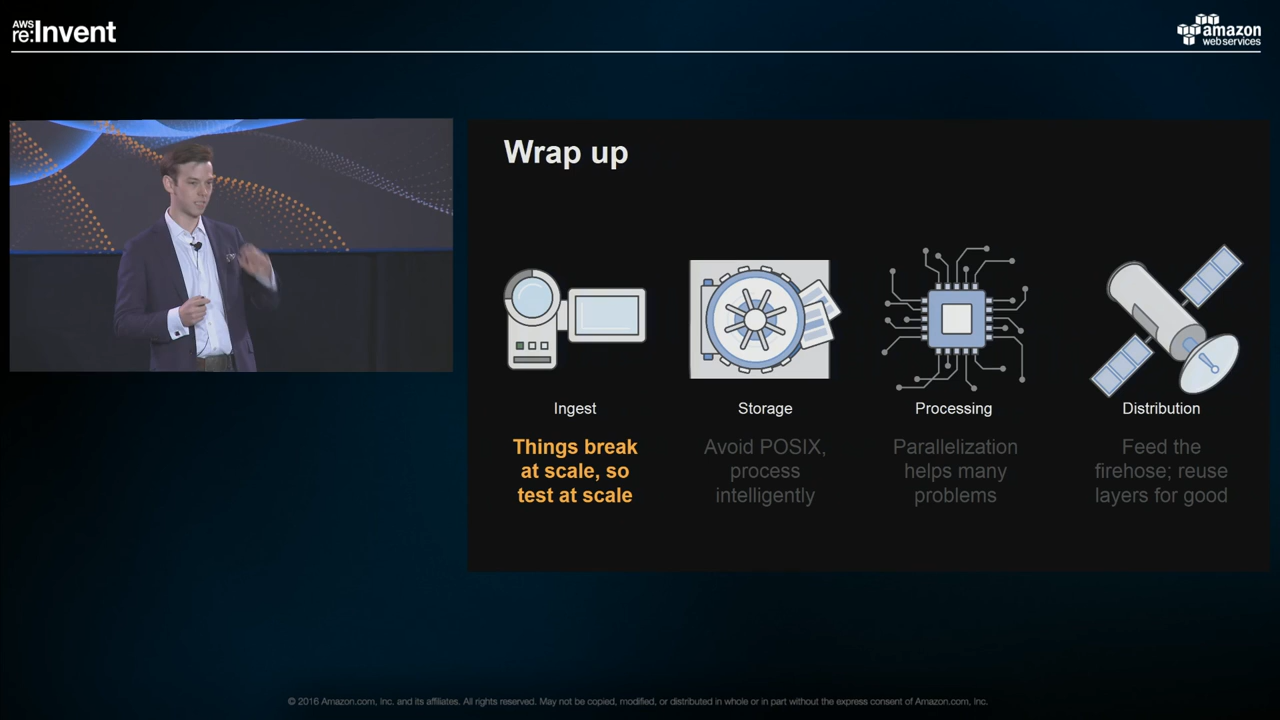 AWS
re:Invent
amazon
web services
Wrap up
Ingest
Things break
at scale, so
test at scale
Storage
Avoid POSIX,
process
intelligently
Processing
Parallelization
helps many
problems
Distribution
Feed the
firehose; reuse
layers for good
© 2016 Amazon.com, Inc. and its affiliates. All rights reserved. May not be copied, modified, or distributed in whole or in part without the express consent of Amazon.com, Inc.